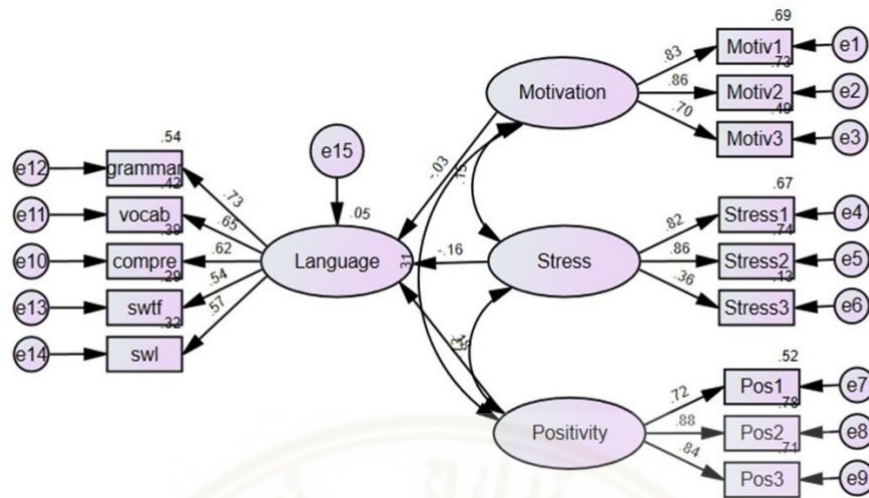 .69
Motiv1
e1
.83
.73
Motiv2
e2
.86
.49
Motiv3
e3
.70
Motivation
.54
e12
grammar
.73
.42
e11
vocab
.65
.39
e10
compre
.62
.29
e13
swtf
.54
.32
e14
swl
.57
e15
.05
Language
-.03
.15
.31
-.16
Stress
.67
.82
Stress1
e4
.74
.86
Stress2
e5
.13
.36
Stress3
e6
Positivity
.52
.72
Pos1
e7
.78
.88
Pos2
e8
.71
.84
Pos3
e9